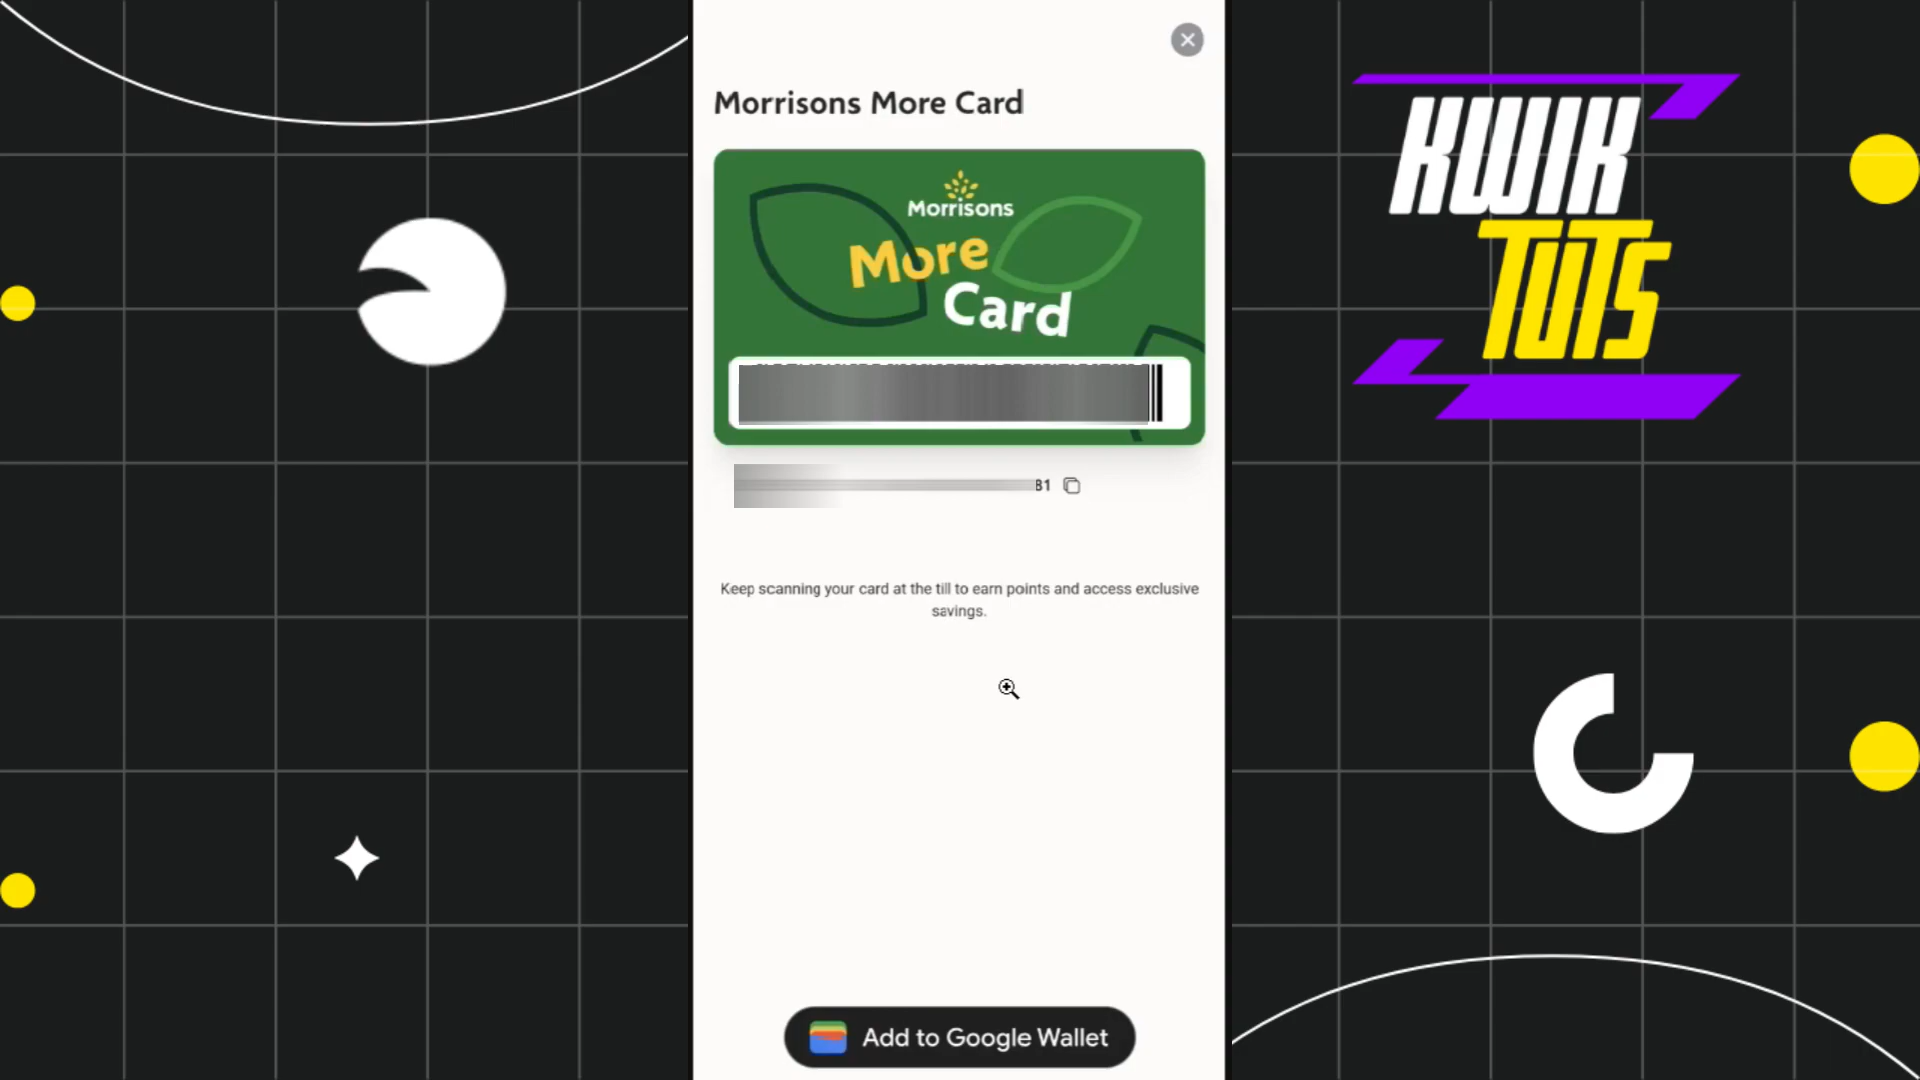 Morrisons More Card
Morrisons
More
Card
81
Keep scanning your card at the till to earn points and access exclusive
savings.
Add to Google Wallet
KWIK
TUTS